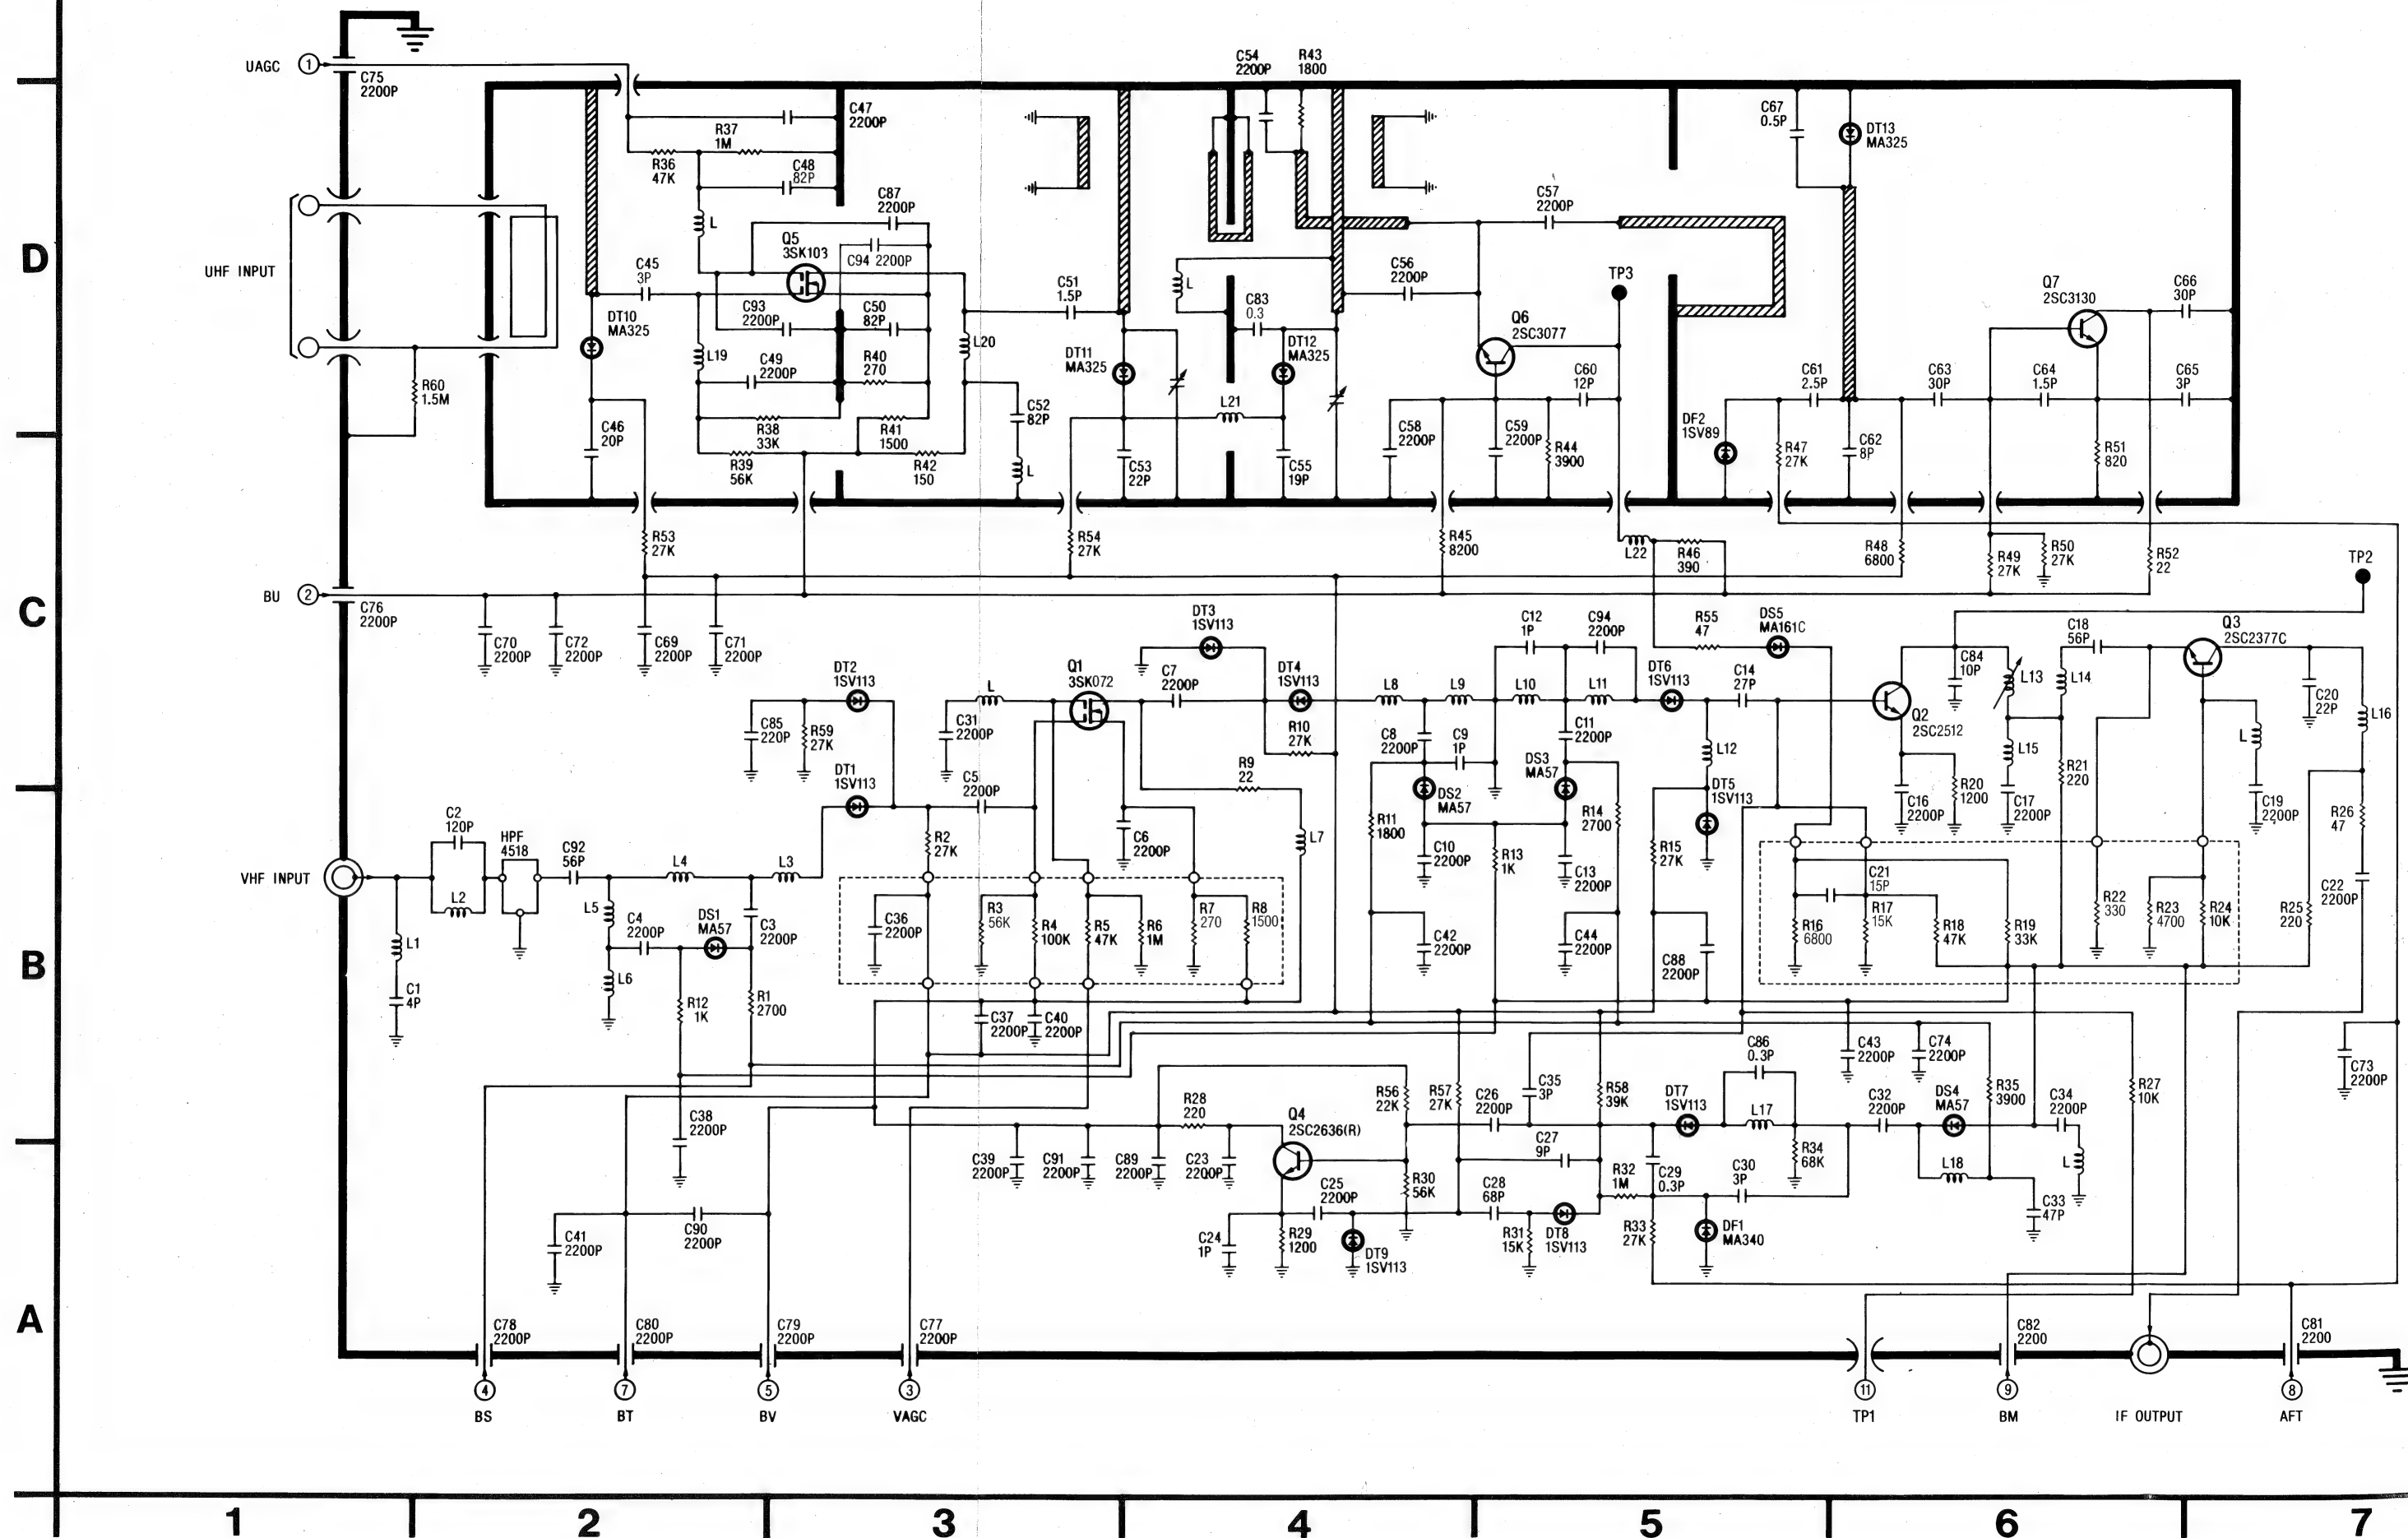 C54
2200P
R43
1800
UAGC
1
C75
2200P
C47
2200P
R37
1M
R36
47K
C48
82P
C67
0.5P
DT13
MA325
C87
2200P
C57
2200P
UHF INPUT
D
L
Q5
3SK103
C94 2200P
C45
3P
C51
1.5P
L
C56
2200P
TP3
Q7
2SC3130
C66
30P
DT10
MA325
C93
2200P
C50
82P
C83
0.3
Q6
2SC3077
L19
C49
2200P
R40
270
L20
DT11
MA325
DT12
MA325
R60
1.5M
C60
12P
C61
2.5P
C63
30P
C64
1.5P
C65
3P
C52
82P
L21
C46
20P
R38
33K
R41
1500
C58
2200P
C59
2200P
R44
3900
DF2
1SV89
R47
27K
C62
8P
R51
820
R39
56K
R42
150
L
C53
22P
C55
19P
R53
27K
R54
27K
R45
8200
L22
R46
390
R48
6800
R49
27K
R50
27K
R52
22
TP2
BU
2
C76
2200P
C
C70
2200P
C72
2200P
C69
2200P
C71
2200P
DT3
1SV113
C12
1P
C94
2200P
R55
47
DS5
MA161C
C18
56P
Q3
2SC2377C
DT2
1SV113
L
Q1
3SK072
C7
2200P
DT4
1SV113
L8
L9
L10
L11
DT6
1SV113
C14
27P
C84
10P
L13
L14
C20
22P
L16
C85
220P
R59
27K
C31
2200P
R10
27K
C8
2200P
C9
1P
C11
2200P
L12
Q2
2SC2512
L15
L
DT1
1SV113
C5
2200P
R9
22
DS2
MA57
DS3
MA57
DT5
1SV113
C16
2200P
R20
1200
C17
2200P
R21
220
C19
2200P
R26
47
C2
120P
HPF
4518
C92
56P
R2
27K
C6
2200P
L7
R11
1800
R14
2700
C10
2200P
R13
1K
C13
2200P
R15
27K
VHF INPUT
L2
L4
L3
C21
15P
C22
2200P
L5
C4
2200P
DS1
MA57
C3
2200P
C36
2200P
R3
56K
R4
100K
R5
47K
R6
1M
R7
270
R8
1500
R16
6800
R17
15K
R18
47K
R19
33K
R22
330
R23
4700
R24
10K
R25
220
B
L1
L6
C42
2200P
C44
2200P
C88
2200P
C1
4P
R12
1K
R1
2700
C37
2200P
C40
2200P
C86
0.3P
C43
2200P
C74
2200P
C73
2200P
C38
2200P
R28
220
Q4
2SC2636(R)
R56
22K
R57
27K
C26
2200P
C35
3P
R58
39K
DT7
1SV113
L17
C32
2200P
DS4
MA57
R35
3900
C34
2200P
R27
10K
C39
2200P
C91
2200P
C89
2200P
C23
2200P
C27
9P
R30
56K
R32
1M
C29
0.3P
C30
3P
R34
68K
L18
L
C25
2200P
C28
68P
C33
47P
C41
2200P
C90
2200P
C24
1P
R29
1200
DT9
1SV113
R31
15K
DT8
1SV113
R33
27K
DF1
MA340
A
C78
2200P
C80
2200P
C79
2200P
C77
2200P
C82
2200
C81
2200
4
7
5
3
11
9
8
BS
BT
BV
VAGC
TP1
BM
IF OUTPUT
AFT
1
2
3
4
5
6
7